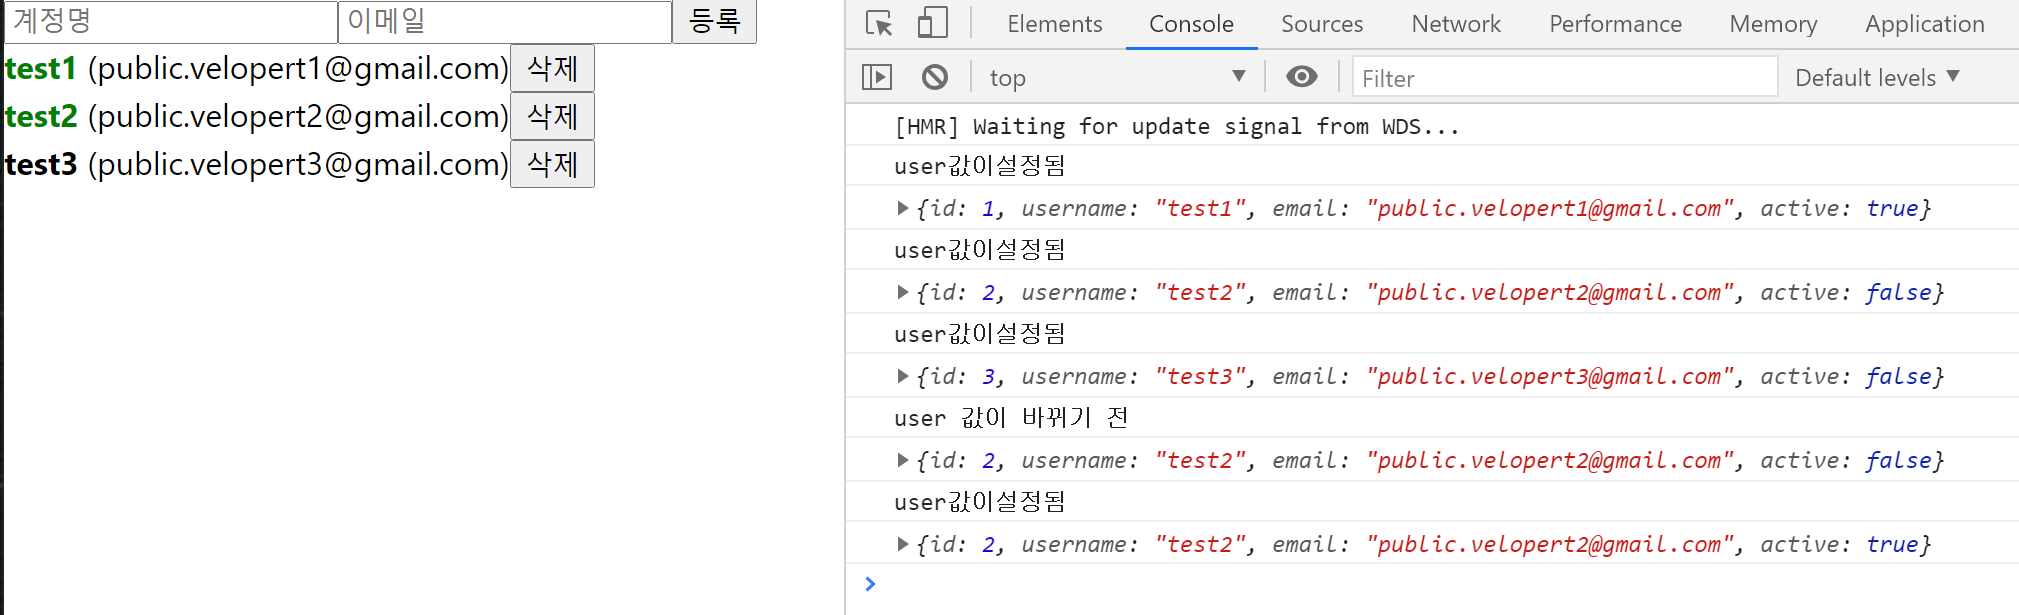 계정명 이메일 등록
test1 (public.velopert1@gmail.com) 삭제
test2 (public.velopert2@gmail.com) 삭제
test3 (public.velopert3@gmail.com) 삭제
Elements Console Sources Network Performance Memory Application
top Filter Default levels
[HMR] Waiting for update signal from WDS...
user값이설정됨
{id: 1, username: "test1", email: "public.velopert1@gmail.com", active: true}
user값이설정됨
{id: 2, username: "test2", email: "public.velopert2@gmail.com", active: false}
user값이설정됨
{id: 3, username: "test3", email: "public.velopert3@gmail.com", active: false}
user 값이 바뀌기 전
{id: 2, username: "test2", email: "public.velopert2@gmail.com", active: false}
user값이설정됨
{id: 2, username: "test2", email: "public.velopert2@gmail.com", active: true}